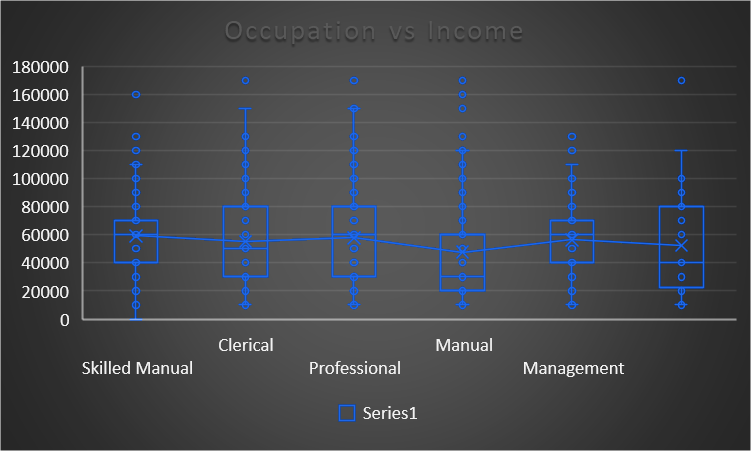 Occupation vs Income
180000
160000
140000
120000
100000
80000
60000
40000
20000
0
Clerical Manual
Skilled Manual Professional Management
Series1